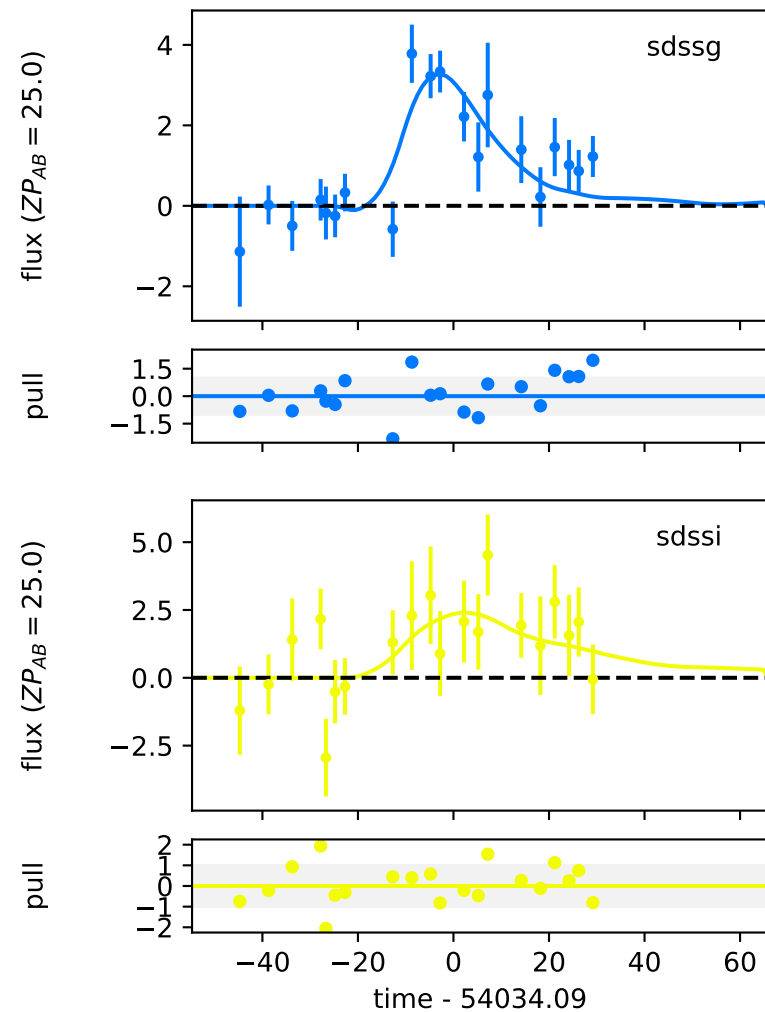 4
2
0
−2
flux (ZP_AB = 25.0)
sdssg
1.5
0.0
−1.5
pull
5.0
2.5
0.0
−2.5
flux (ZP_AB = 25.0)
sdssi
2
1
0
−1
−2
pull
−40 −20 0 20 40 60
time - 54034.09